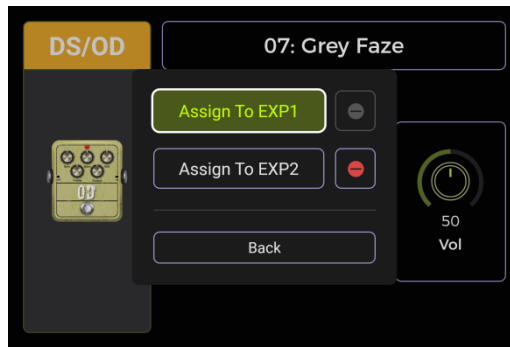 DS/OD
07: Grey Faze
Assign To EXP1
Assign To EXP2
Back
50
Vol